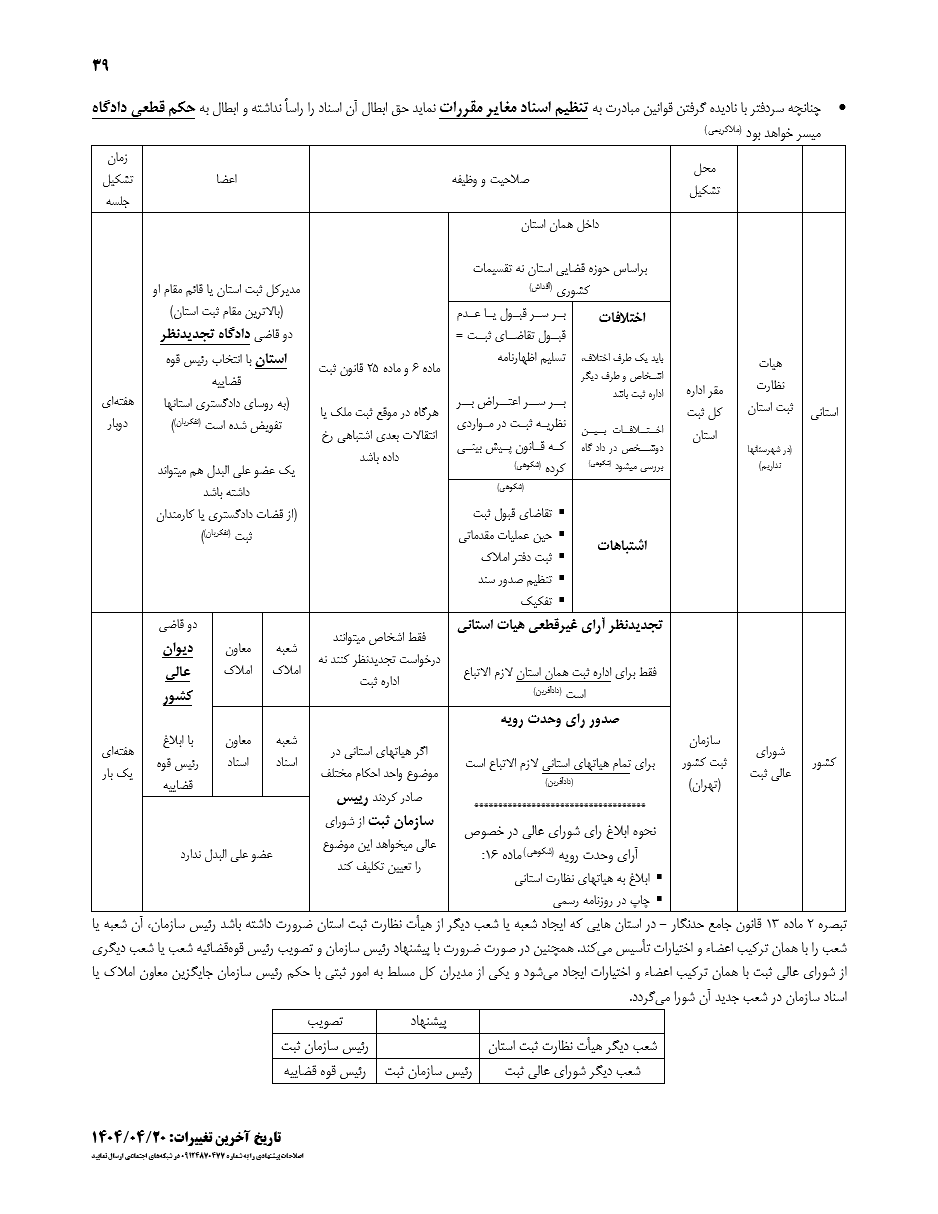 ۳۹
• چنانچه سردفتر با نادیده گرفتن قوانین مبادرت به تنظیم اسناد مغایر مقررات نماید حق ابطال آن اسناد را راساً نداشته و ابطال به حکم قطعی دادگاه
میسر خواهد بود (ملاکریمی)
محل
تشکیل
صلاحیت و وظیفه
اعضا
زمان
تشکیل
جلسه
استانی
هیات
نظارت
ثبت استان
(در شهرستانها
نداریم)
مقر اداره
کل ثبت
استان
داخل همان استان
براساس حوزه قضایی استان نه تقسیمات
کشوری (آقداش)
اختلافات
باید یک طرف اختلاف،
اشخاص و طرف دیگر
اداره ثبت باشد
اختلافات بین
دوشخص در دادگاه
بررسی میشود (شکوهی)
بر سر قبول یا عدم
قبول تقاضای ثبت =
تسلیم اظهارنامه
بر سر اعتراض بر
نظریه ثبت در مواردی
که قانون پیش بینی
کرده (شکوهی)
اشتباهات
(شکوهی)
▪ تقاضای قبول ثبت
▪ حین عملیات مقدماتی
▪ ثبت دفتر املاک
▪ تنظیم صدور سند
▪ تفکیک
ماده ۶ و ماده ۲۵ قانون ثبت
هرگاه در موقع ثبت ملک یا
انتقالات بعدی اشتباهی رخ
داده باشد
مدیرکل ثبت استان یا قائم مقام او
(بالاترین مقام ثبت استان)
دو قاضی دادگاه تجدیدنظر
استان با انتخاب رئیس قوه
قضاییه
(به روسای دادگستری استانها
تفویض شده است (تفکریان))
یک عضو علی البدل هم میتواند
داشته باشد
(از قضات دادگستری یا کارمندان
ثبت (تفکریان))
هفته‌ای
دوبار
کشور
شورای
عالی ثبت
سازمان
ثبت کشور
(تهران)
تجدیدنظر آرای غیرقطعی هیات استانی
فقط برای اداره ثبت همان استان لازم الاتباع
است (دادآفرین)
فقط اشخاص میتوانند
درخواست تجدیدنظر کنند نه
اداره ثبت
شعبه
املاک
معاون
املاک
دو قاضی
دیوان
عالی
کشور
با ابلاغ
رئیس قوه
قضاییه
صدور رای وحدت رویه
برای تمام هیاتهای استانی لازم الاتباع است
(دادآفرین)
************************************
نحوه ابلاغ رای شورای عالی در خصوص
آرای وحدت رویه (شکوهی) ماده ۱۶:
▪ ابلاغ به هیاتهای نظارت استانی
▪ چاپ در روزنامه رسمی
اگر هیاتهای استانی در
موضوع واحد احکام مختلف
صادر کردند رییس
سازمان ثبت از شورای
عالی میخواهد این موضوع
را تعیین تکلیف کند
شعبه
اسناد
معاون
اسناد
عضو علی البدل ندارد
هفته‌ای
یک بار
تبصره ۲ ماده ۱۳ قانون جامع حدنگار – در استان هایی که ایجاد شعبه یا شعب دیگر از هیأت نظارت ثبت استان ضرورت داشته باشد رئیس سازمان، آن شعبه یا
شعب را با همان ترکیب اعضاء و اختیارات تأسیس می‌کند. همچنین در صورت ضرورت با پیشنهاد رئیس سازمان و تصویب رئیس قوه‌قضائیه شعب یا شعب دیگری
از شورای عالی ثبت با همان ترکیب اعضاء و اختیارات ایجاد می‌شود و یکی از مدیران کل مسلط به امور ثبتی با حکم رئیس سازمان جایگزین معاون املاک یا
اسناد سازمان در شعب جدید آن شورا می‌گردد.
پیشنهاد
تصویب
شعب دیگر هیأت نظارت ثبت استان
رئیس سازمان ثبت
شعب دیگر شورای عالی ثبت
رئیس سازمان ثبت
رئیس قوه قضاییه
تاریخ آخرین تغییرات: ۱۴۰۴/۰۴/۲۰
اصلاحات پیشنهادی را به شماره ۰۹۱۲۴۸۷۰۴۷۷ در شبکه‌های اجتماعی ارسال نمایید